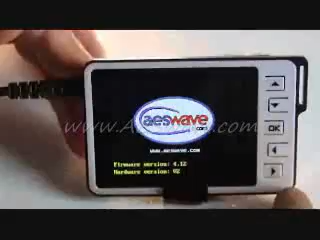 aeswave
.com
www.AESwave.com
WWW.AESWAVE.COM
OK
Firmware version: 4.12
Hardware version: 02